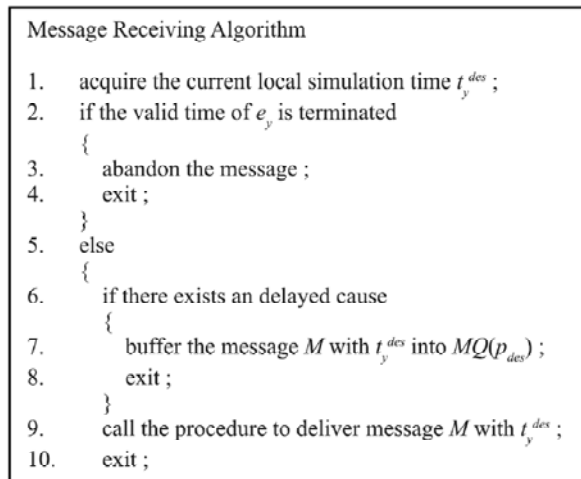 Message Receiving Algorithm
1. acquire the current local simulation time t_y^des ;
2. if the valid time of e_y is terminated
{
3. abandon the message ;
4. exit ;
}
5. else
{
6. if there exists an delayed cause
{
7. buffer the message M with t_y^des into MQ(p_des) ;
8. exit ;
}
9. call the procedure to deliver message M with t_y^des ;
10. exit ;